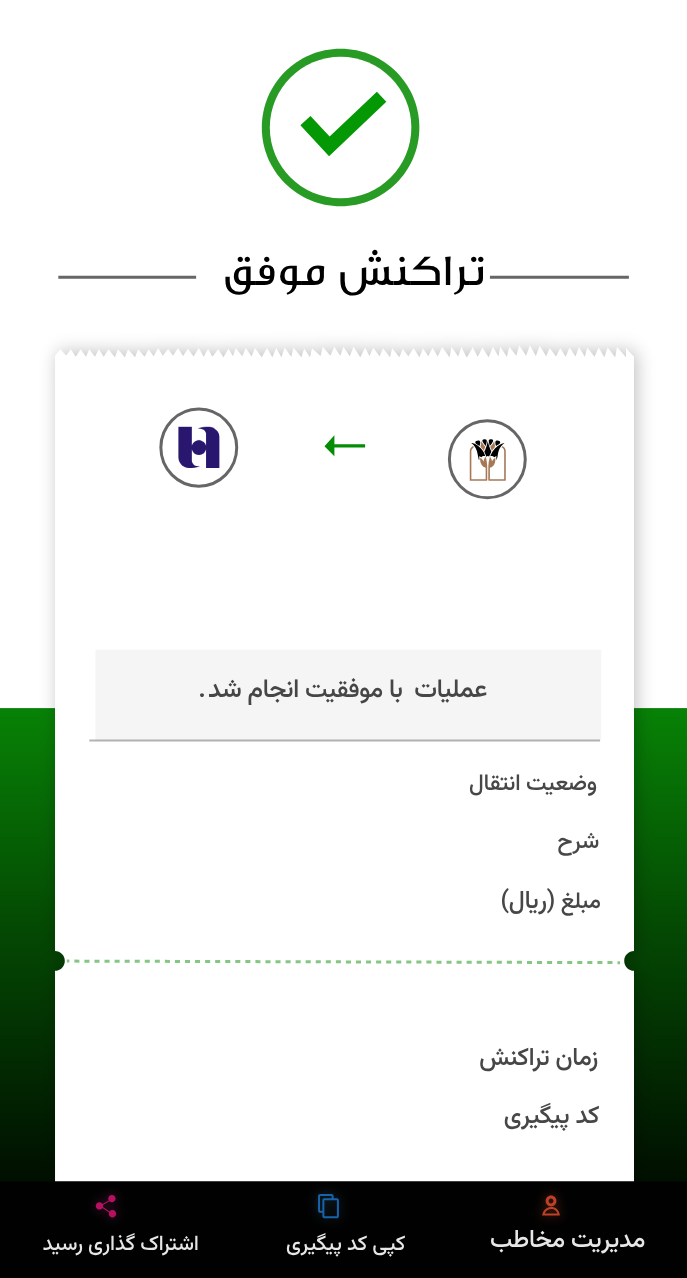 تراکنش موفق
عملیات با موفقیت انجام شد.
وضعیت انتقال
شرح
مبلغ (ریال)
زمان تراکنش
کد پیگیری
مدیریت مخاطب
کپی کد پیگیری
اشتراک گذاری رسید